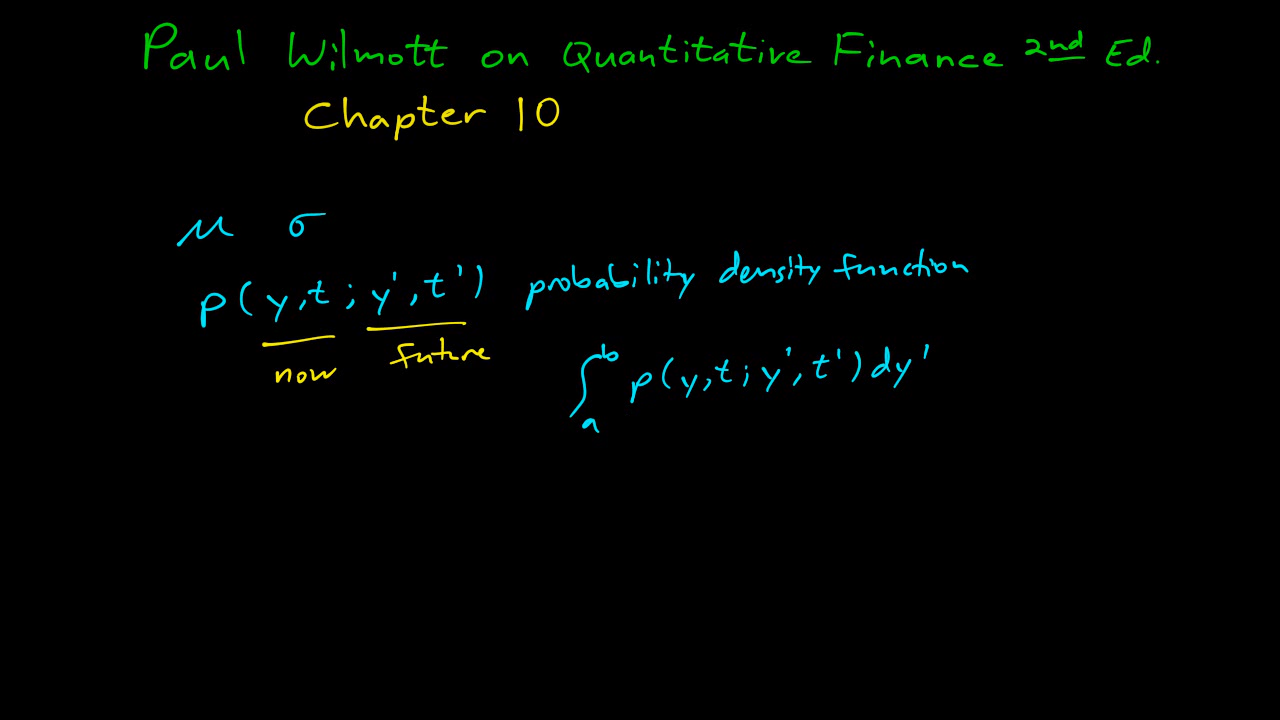 Paul Wilmott on Quantitative Finance 2nd Ed.
Chapter 10
μ σ
p(y,t; y',t') probability density function
now future
∫_a^b p(y,t; y',t')dy'